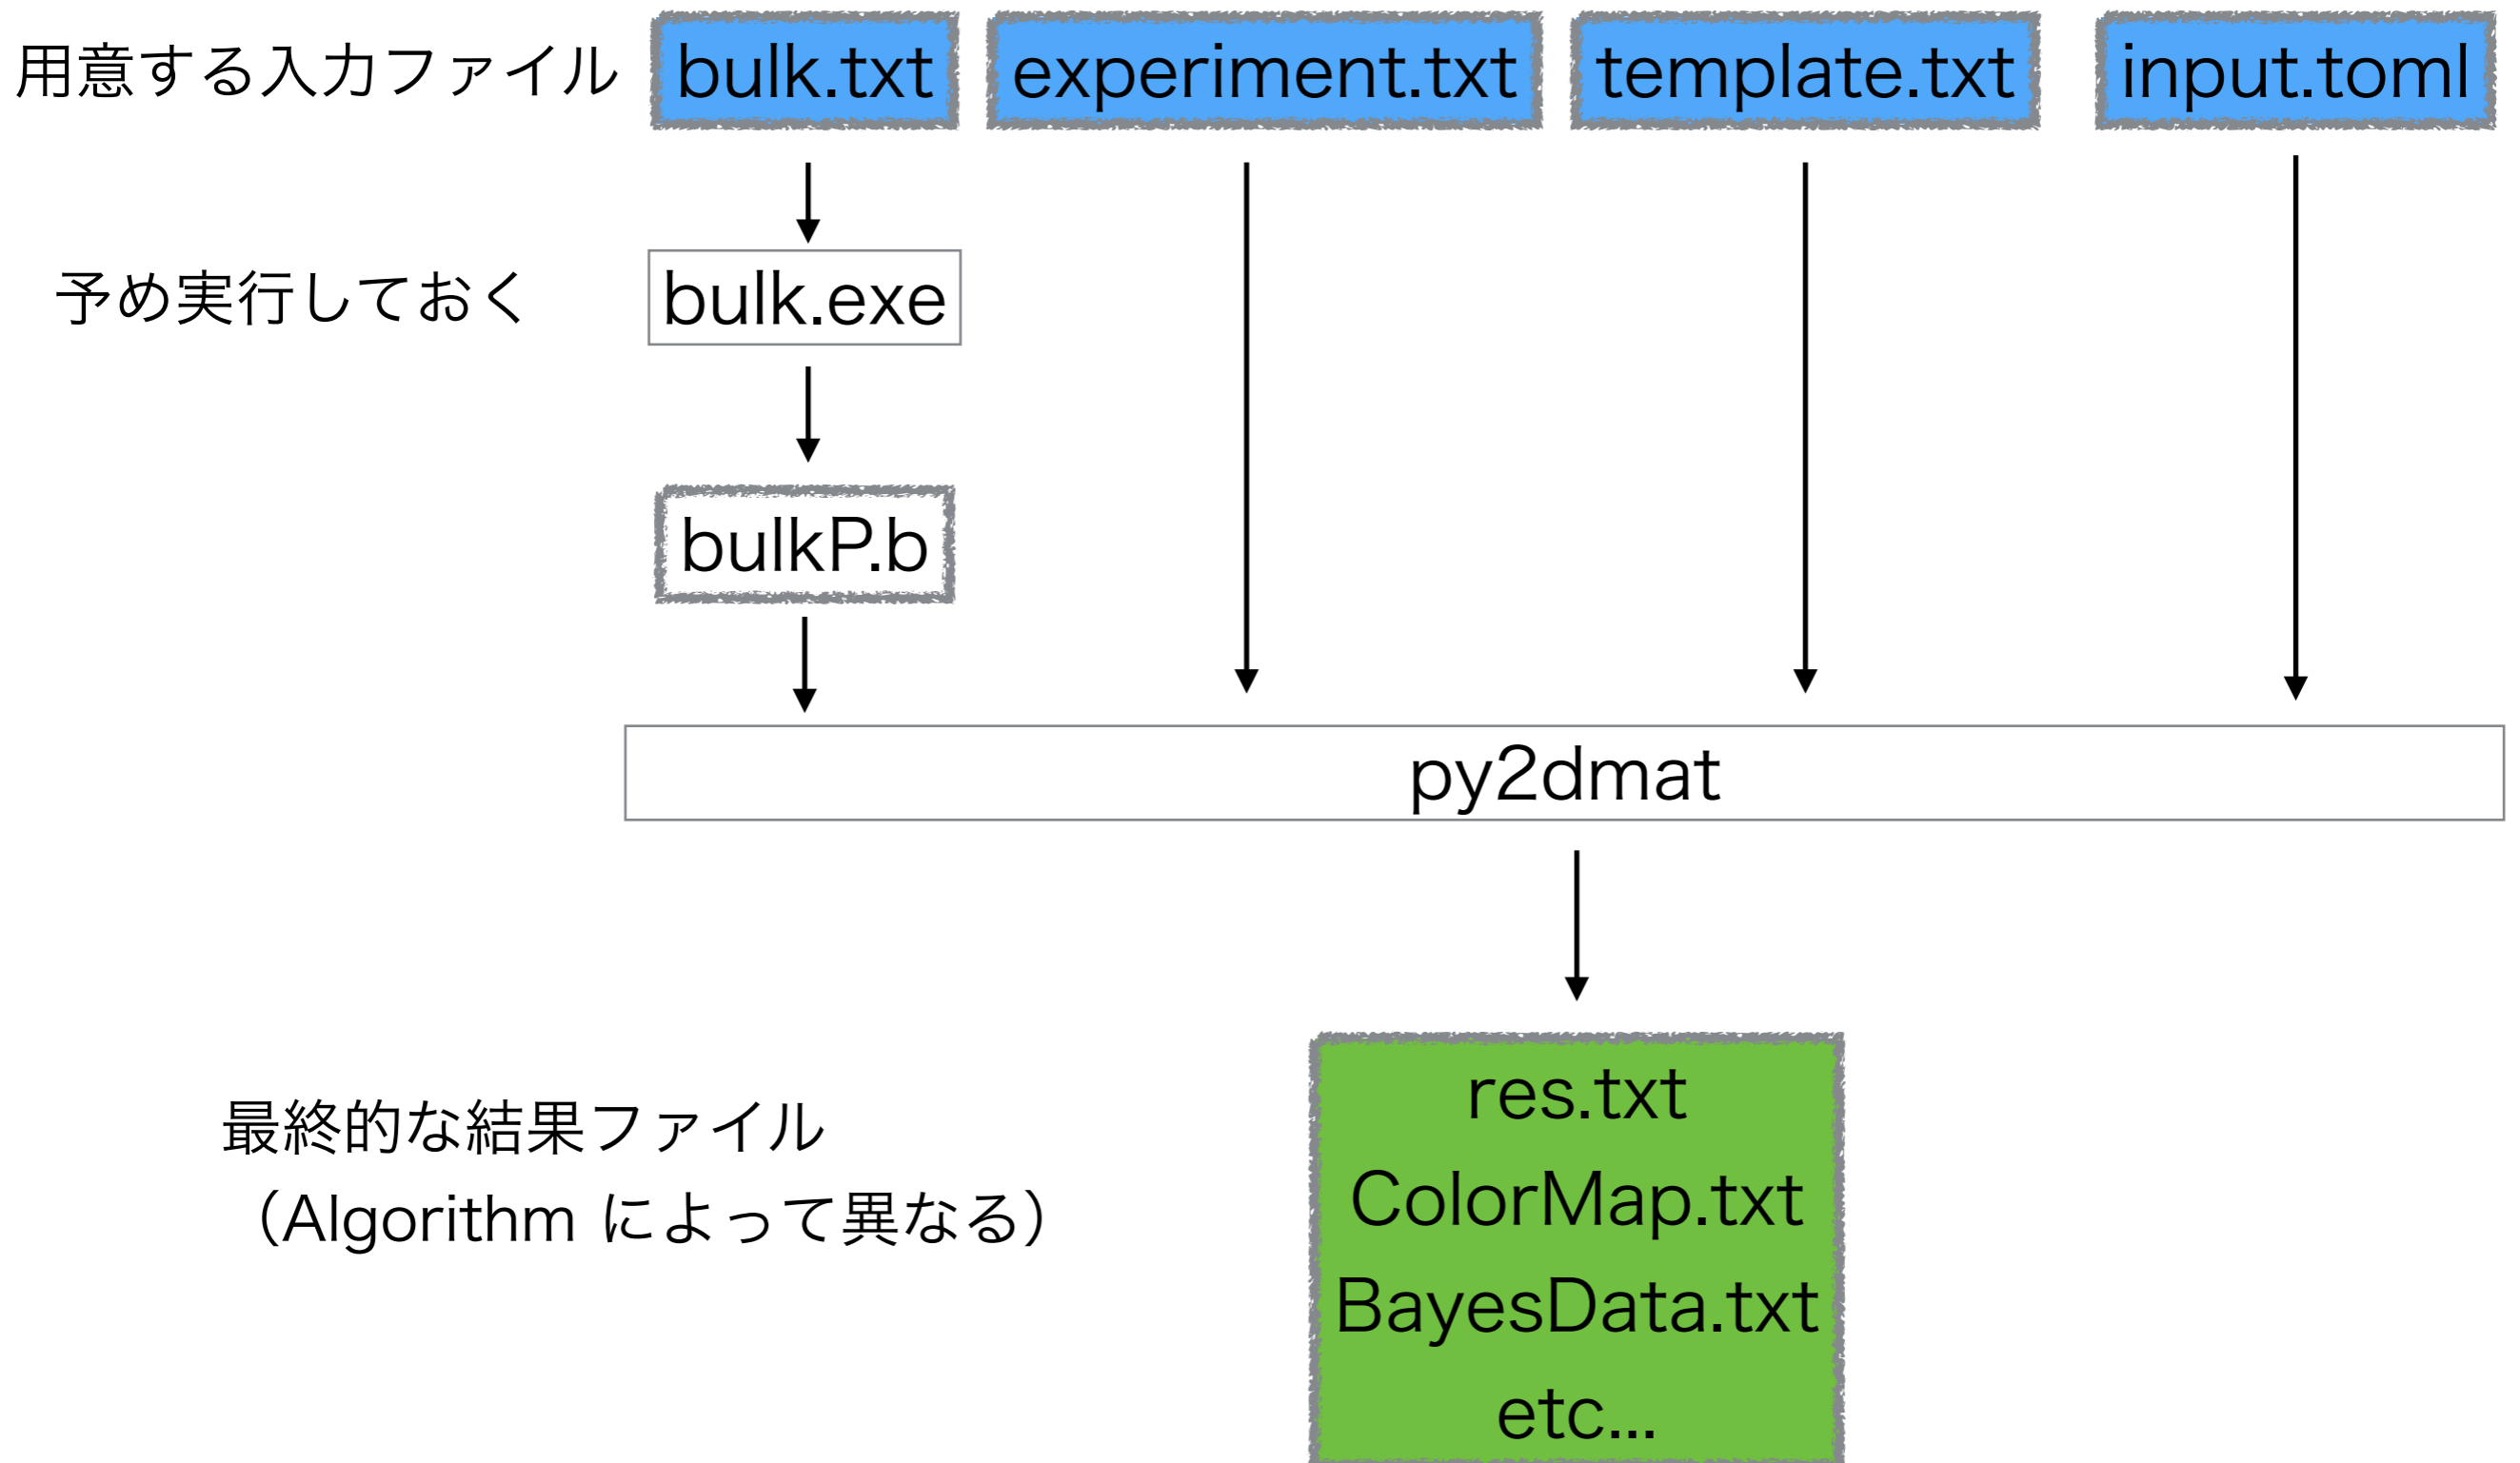 用意する入力ファイル
bulk.txt
experiment.txt
template.txt
input.toml
予め実行しておく
bulk.exe
bulkP.b
py2dmat
最終的な結果ファイル
（Algorithm によって異なる）
res.txt
ColorMap.txt
BayesData.txt
etc...